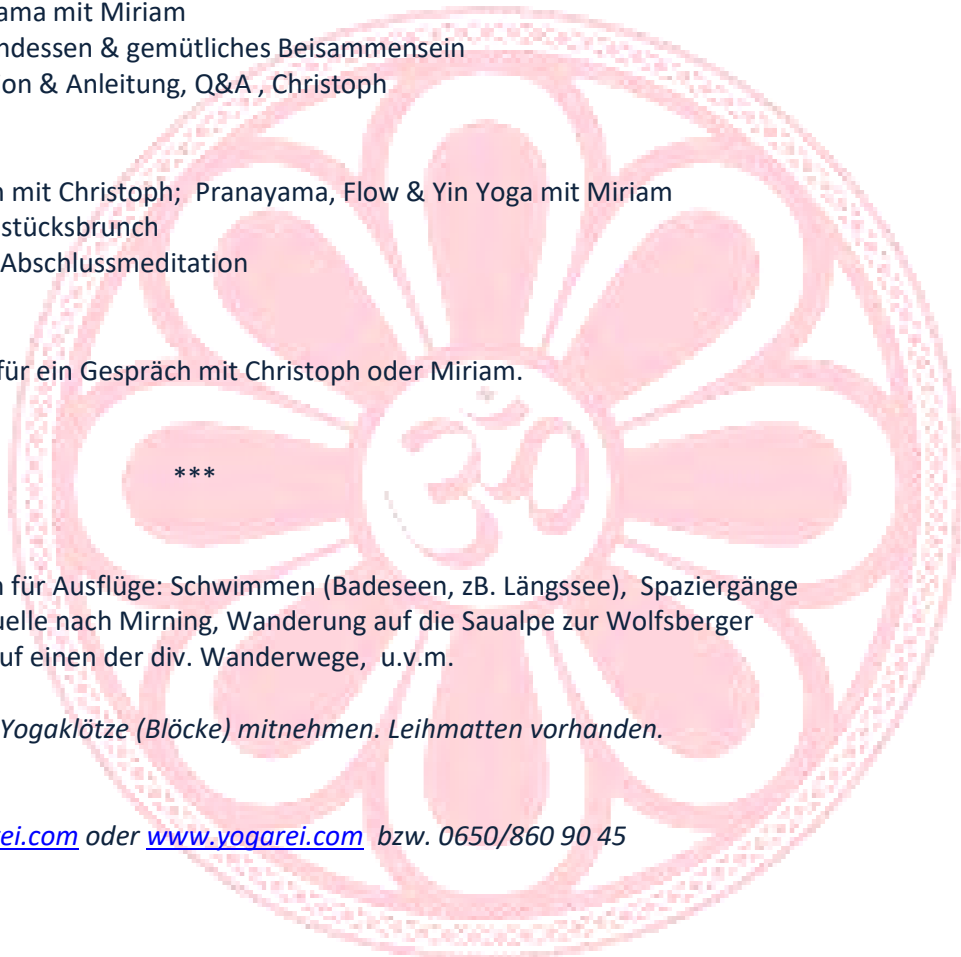 ama mit Miriam
ndessen & gemütliches Beisammensein
on & Anleitung, Q&A , Christoph
n mit Christoph;  Pranayama, Flow & Yin Yoga mit Miriam
stücksbrunch
Abschlussmeditation
für ein Gespräch mit Christoph oder Miriam.
***
ॐ
n für Ausflüge: Schwimmen (Badeseen, zB. Längssee),  Spaziergänge
uelle nach Mirning, Wanderung auf die Saualpe zur Wolfsberger
uf einen der div. Wanderwege,  u.v.m.
Yogaklötze (Blöcke) mitnehmen. Leihmatten vorhanden.
ei.com oder www.yogarei.com  bzw. 0650/860 90 45